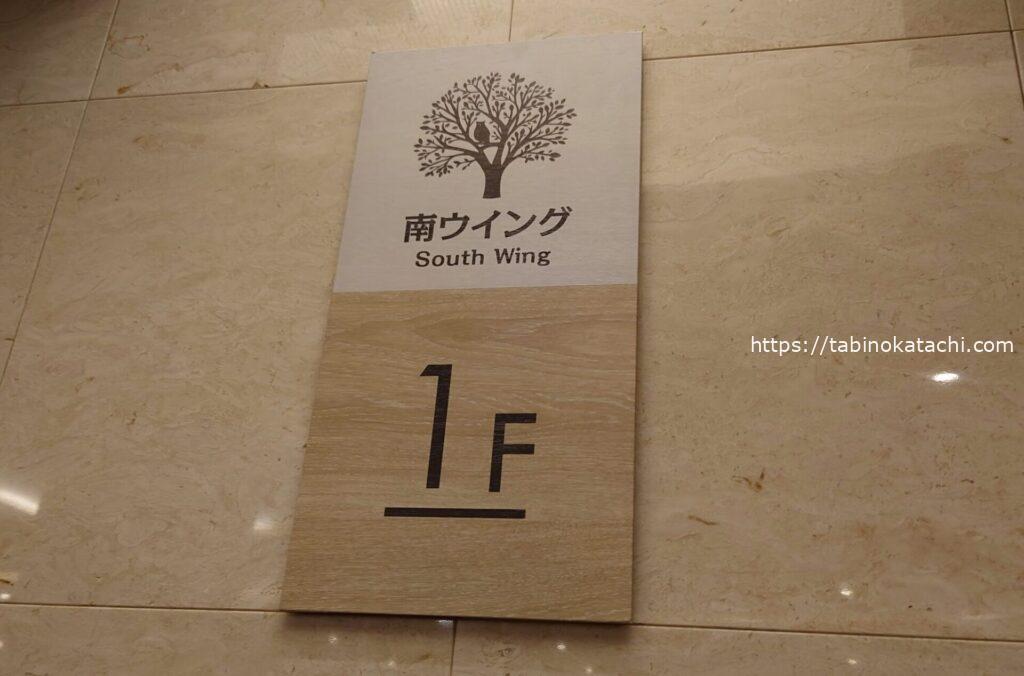 南ウイング
South Wing
1F
https://tabinokatachi.com